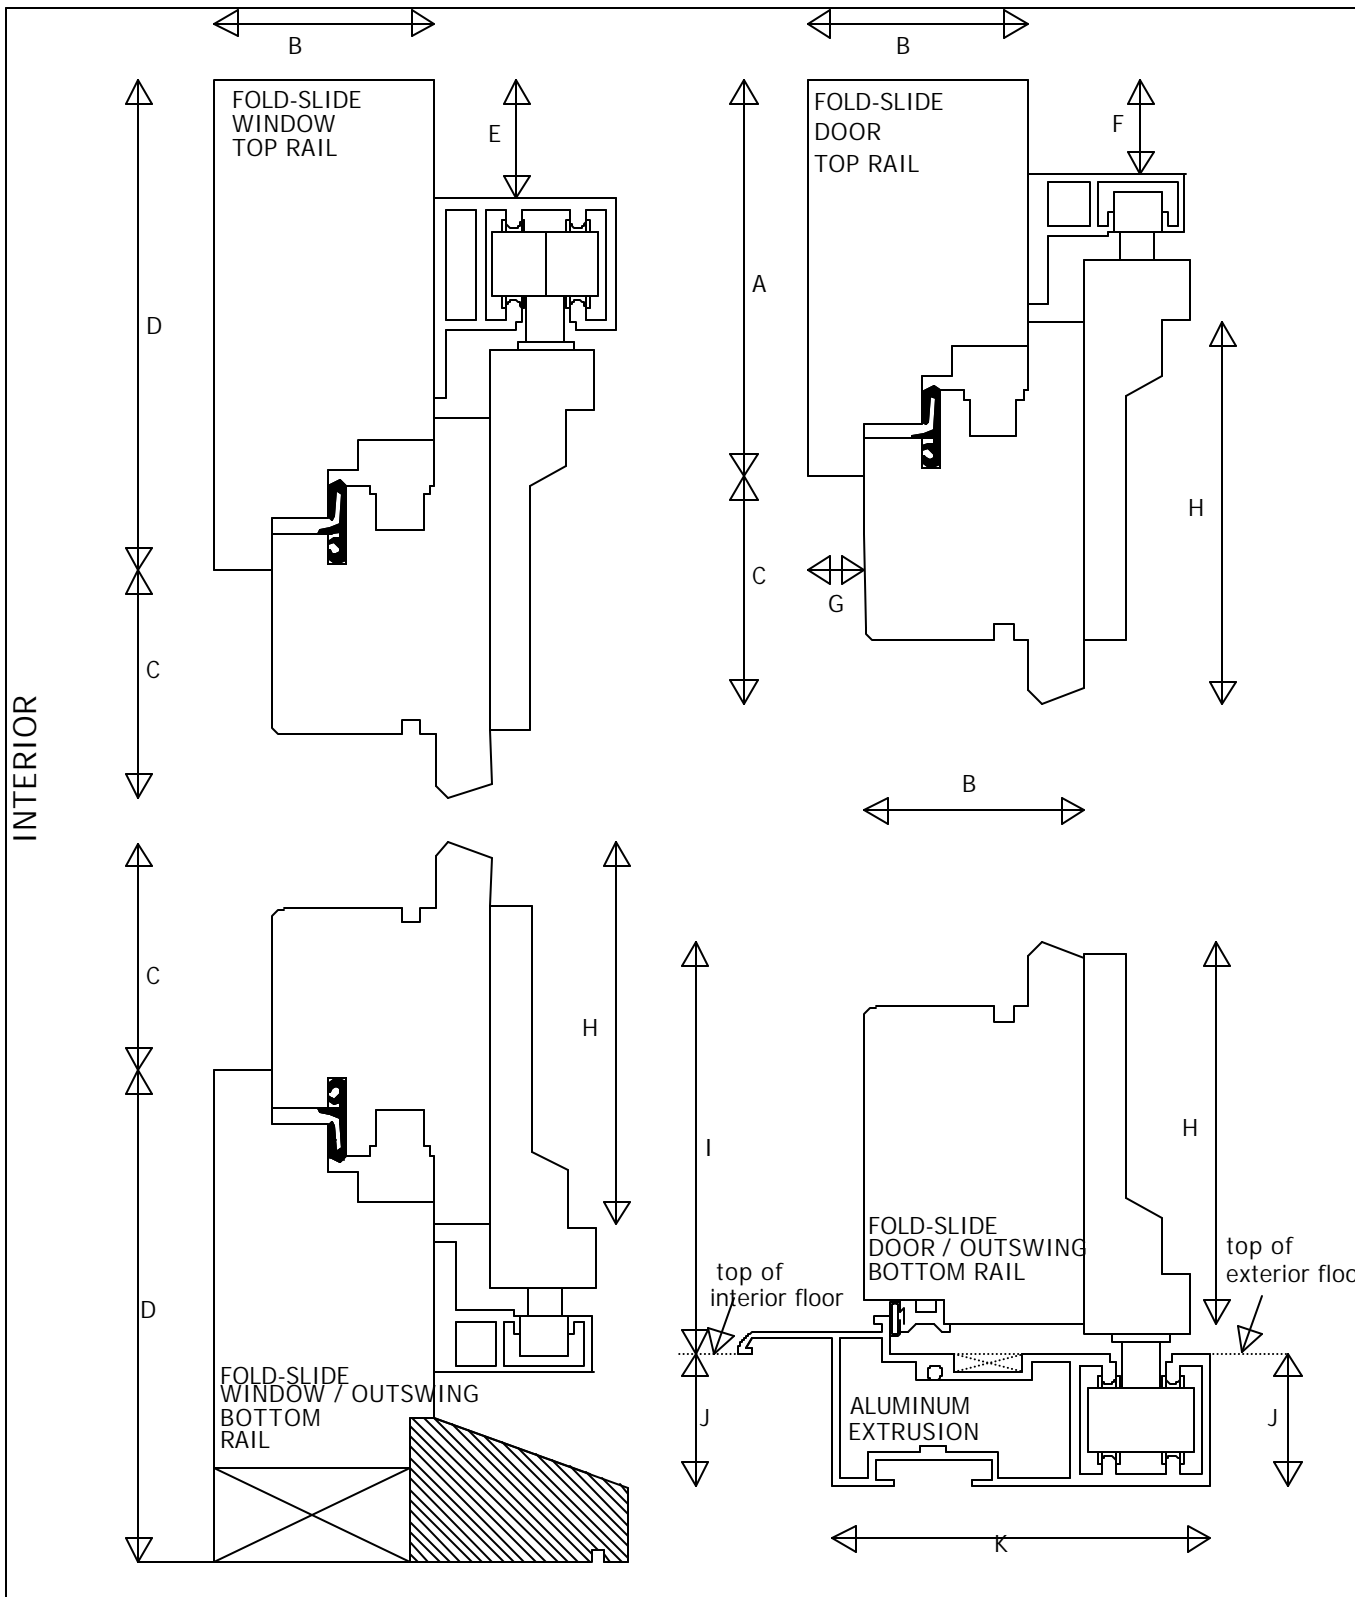 B
FOLD-SLIDE
WINDOW
TOP RAIL
E
D
C
B
FOLD-SLIDE
DOOR
TOP RAIL
F
A
H
C
G
INTERIOR
C
H
D
FOLD-SLIDE
WINDOW / OUTSWING
BOTTOM
RAIL
B
I
H
FOLD-SLIDE
DOOR / OUTSWING
BOTTOM RAIL
top of
interior floor
top of
exterior floo
J
ALUMINUM
EXTRUSION
J
K